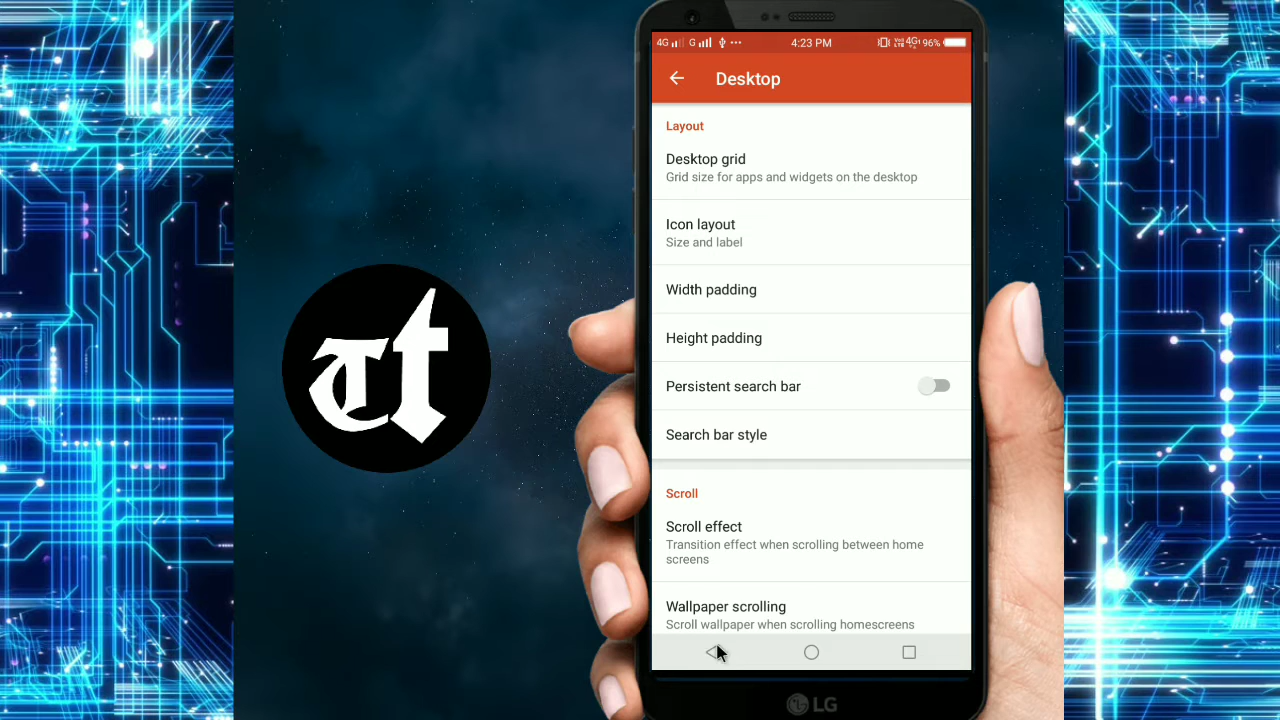 4G G 4:23 PM 4G 96%
Desktop
Layout
Desktop grid
Grid size for apps and widgets on the desktop
Icon layout
Size and label
Width padding
Height padding
Persistent search bar
Search bar style
Scroll
Scroll effect
Transition effect when scrolling between home
screens
Wallpaper scrolling
Scroll wallpaper when scrolling homescreens
LG